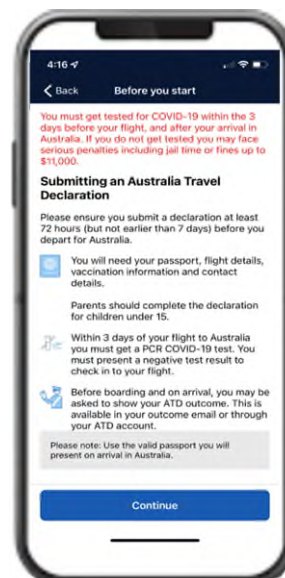 4:16
Back Before you start
You must get tested for COVID-19 within the 3
days before your flight, and after your arrival in
Australia. If you do not get tested you may face
serious penalties including jail time or fines up to
$11,000.
Submitting an Australia Travel
Declaration
Please ensure you submit a declaration at least
72 hours (but not earlier than 7 days) before you
depart for Australia.
You will need your passport, flight details,
vaccination information and contact
details.
Parents should complete the declaration
for children under 15.
Within 3 days of your flight to Australia
you must get a PCR COVID-19 test. You
must present a negative test result to
check in to your flight.
Before boarding and on arrival, you may be
asked to show your ATD outcome. This is
available in your outcome email or through
your ATD account.
Please note: Use the valid passport you will
present on arrival in Australia.
Continue